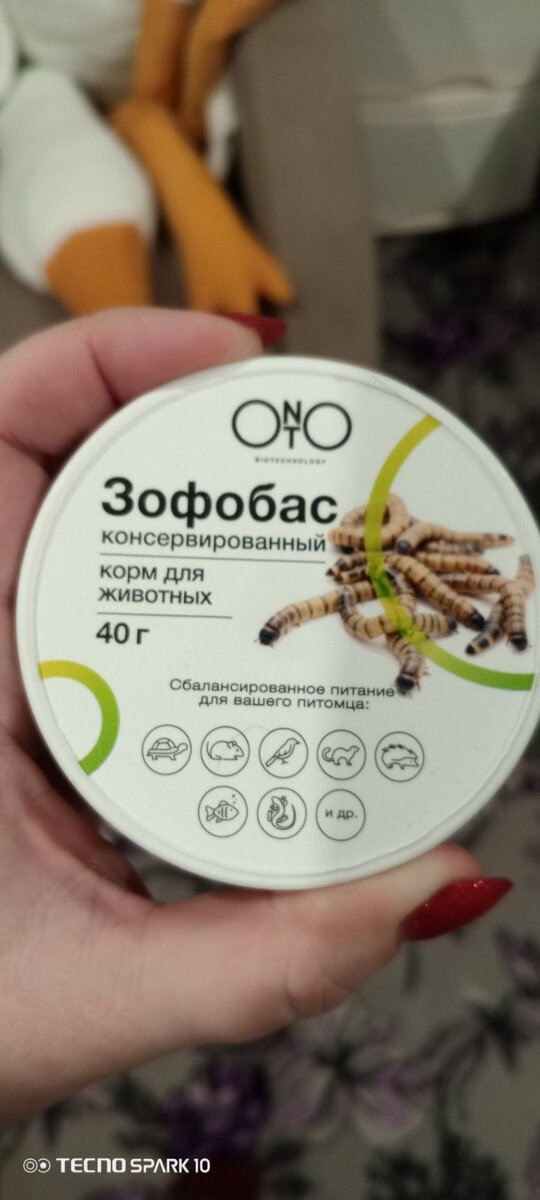 ONTO
BIOTECHNOLOGY
Зофобас
консервированный
корм для
животных
40 г
Сбалансированное питание
для вашего питомца:
и др.
TECNO SPARK 10